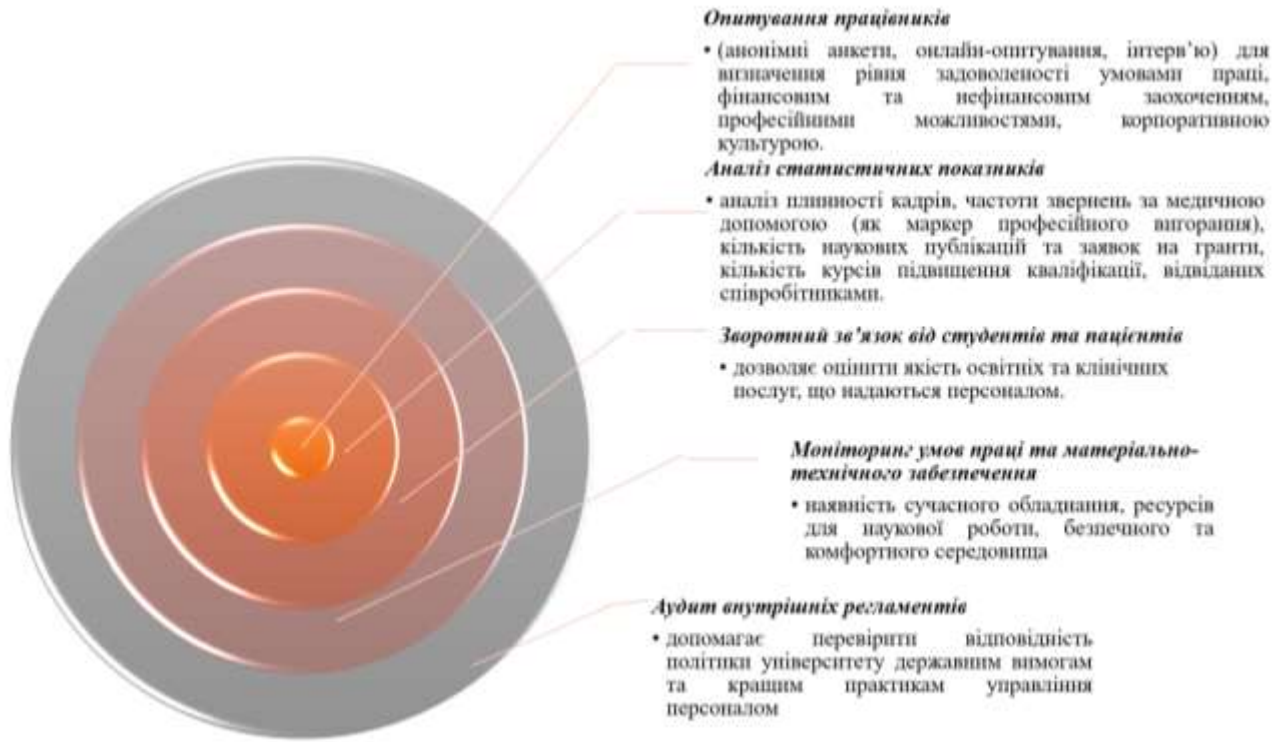 Опитування працівників
• (анонімні анкети, онлайн-опитування, інтерв’ю) для
визначення рівня задоволеності умовами праці,
фінансовим та нефінансовим заохоченням,
професійними можливостями, корпоративною
культурою.
Аналіз статистичних показників
• аналіз плинності кадрів, частоти звернень за медичною
допомогою (як маркер професійного вигорання),
кількість наукових публікацій та заявок на гранти,
кількість курсів підвищення кваліфікації, відвіданих
співробітниками.
Зворотний зв’язок від студентів та пацієнтів
• дозволяє оцінити якість освітніх та клінічних
послуг, що надаються персоналом.
Моніторинг умов праці та матеріально-
технічного забезпечення
• наявність сучасного обладнання, ресурсів
для наукової роботи, безпечного та
комфортного середовища
Аудит внутрішніх регламентів
• допомагає перевірити відповідність
політики університету державним вимогам
та кращим практикам управління
персоналом